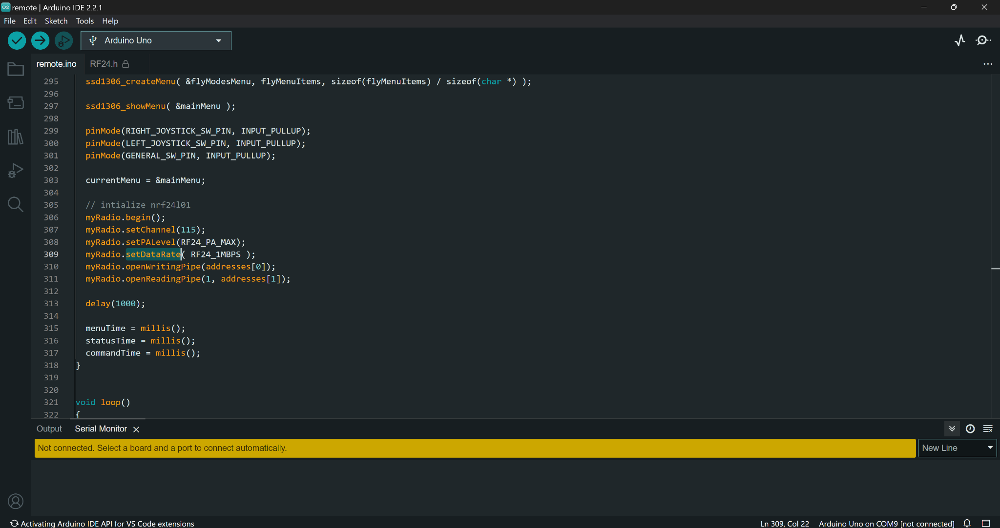 remote | Arduino IDE 2.2.1
File Edit Sketch Tools Help
Arduino Uno
remote.ino RF24.h
295 ssd1306_createMenu( &flyModesMenu, flyMenuItems, sizeof(flyMenuItems) / sizeof(char *) );
296
297 ssd1306_showMenu( &mainMenu );
298
299 pinMode(RIGHT_JOYSTICK_SW_PIN, INPUT_PULLUP);
300 pinMode(LEFT_JOYSTICK_SW_PIN, INPUT_PULLUP);
301 pinMode(GENERAL_SW_PIN, INPUT_PULLUP);
302
303 currentMenu = &mainMenu;
304
305 // intialize nrf24l01
306 myRadio.begin();
307 myRadio.setChannel(115);
308 myRadio.setPALevel(RF24_PA_MAX);
309 myRadio.setDataRate( RF24_1MBPS );
310 myRadio.openWritingPipe(addresses[0]);
311 myRadio.openReadingPipe(1, addresses[1]);
312
313 delay(1000);
314
315 menuTime = millis();
316 statusTime = millis();
317 commandTime = millis();
318 }
319
320
321 void loop()
322 {
Output Serial Monitor
Not connected. Select a board and a port to connect automatically.
New Line
Activating Arduino IDE API for VS Code extensions
Ln 309, Col 22 Arduino Uno on COM9 [not connected]